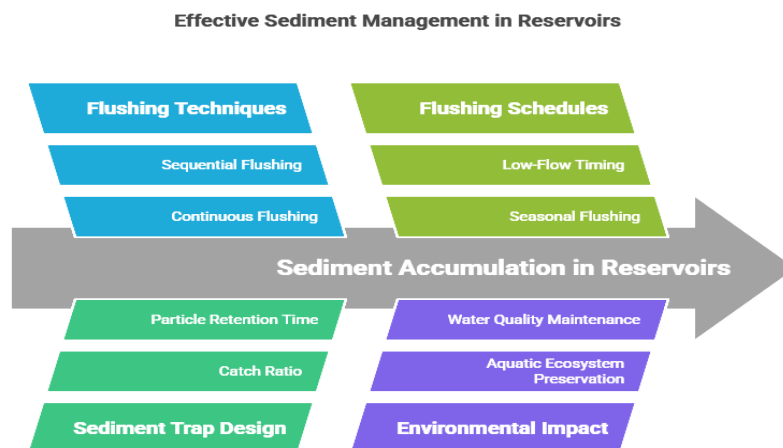 Effective Sediment Management in Reservoirs
Flushing Techniques
Sequential Flushing
Continuous Flushing
Flushing Schedules
Low-Flow Timing
Seasonal Flushing
Sediment Accumulation in Reservoirs
Particle Retention Time
Catch Ratio
Sediment Trap Design
Water Quality Maintenance
Aquatic Ecosystem
Preservation
Environmental Impact